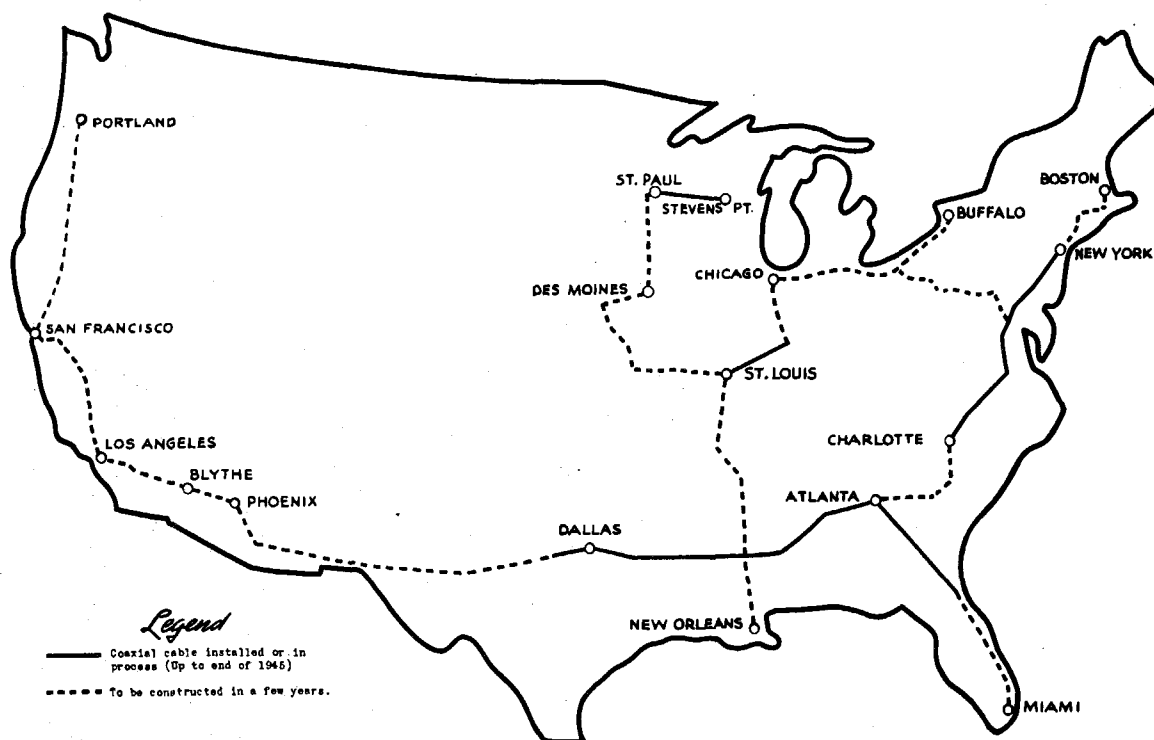 PORTLAND
ST. PAUL
STEVENS PT.
BOSTON
BUFFALO
NEW YORK
CHICAGO
DES MOINES
SAN FRANCISCO
ST. LOUIS
LOS ANGELES
CHARLOTTE
BLYTHE
PHOENIX
ATLANTA
DALLAS
NEW ORLEANS
MIAMI
Legend
Coaxial cable installed or in
process (Up to end of 1945)
To be constructed in a few years.